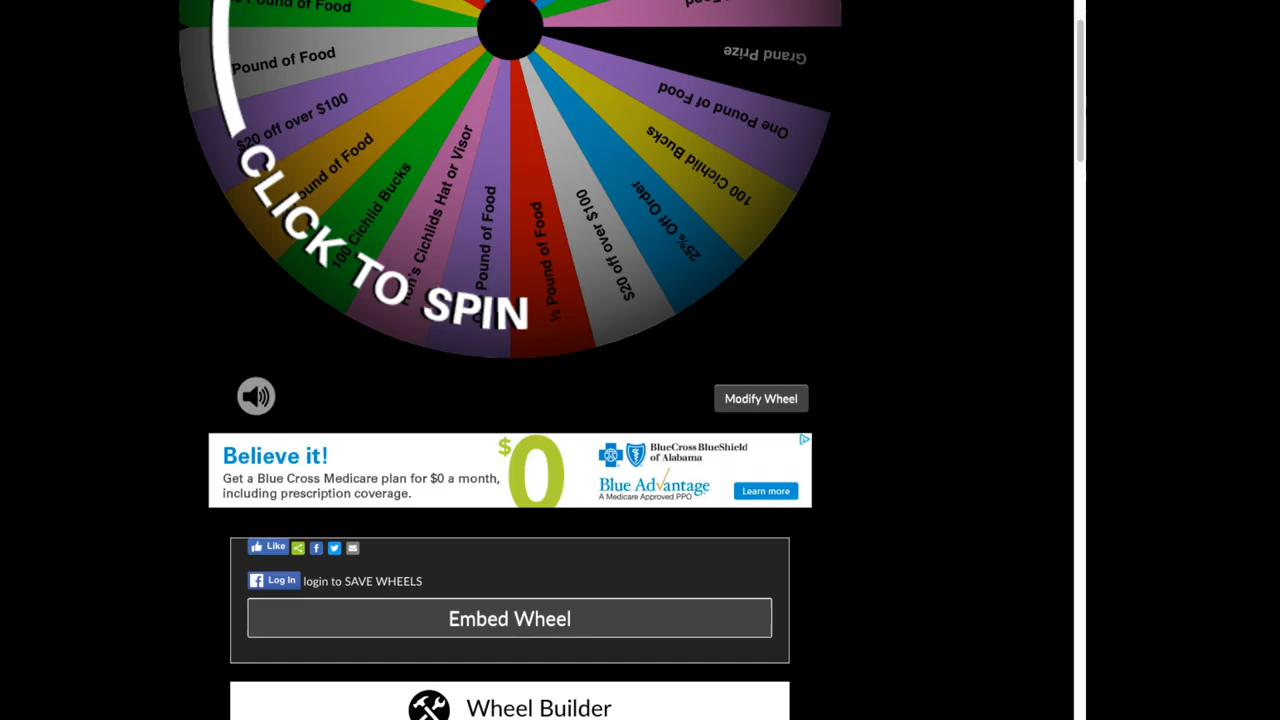 Pound of Food
Grand Prize
Pound of Food
$20 off over $100
One Pound of Food
100 Cichlid Bucks
ound of Food
25% Off Order
100 Cichlid Bucks
$20 off over $100
Cichlids Hat or Visor
½ Pound of Food
Pound of Food
CLICK TO SPIN
Modify Wheel
Believe it!
Get a Blue Cross Medicare plan for $0 a month,
including prescription coverage.
$0
BlueCross BlueShield
of Alabama
Blue Advantage
A Medicare Approved PPO
Learn more
Like
Log In login to SAVE WHEELS
Embed Wheel
Wheel Builder